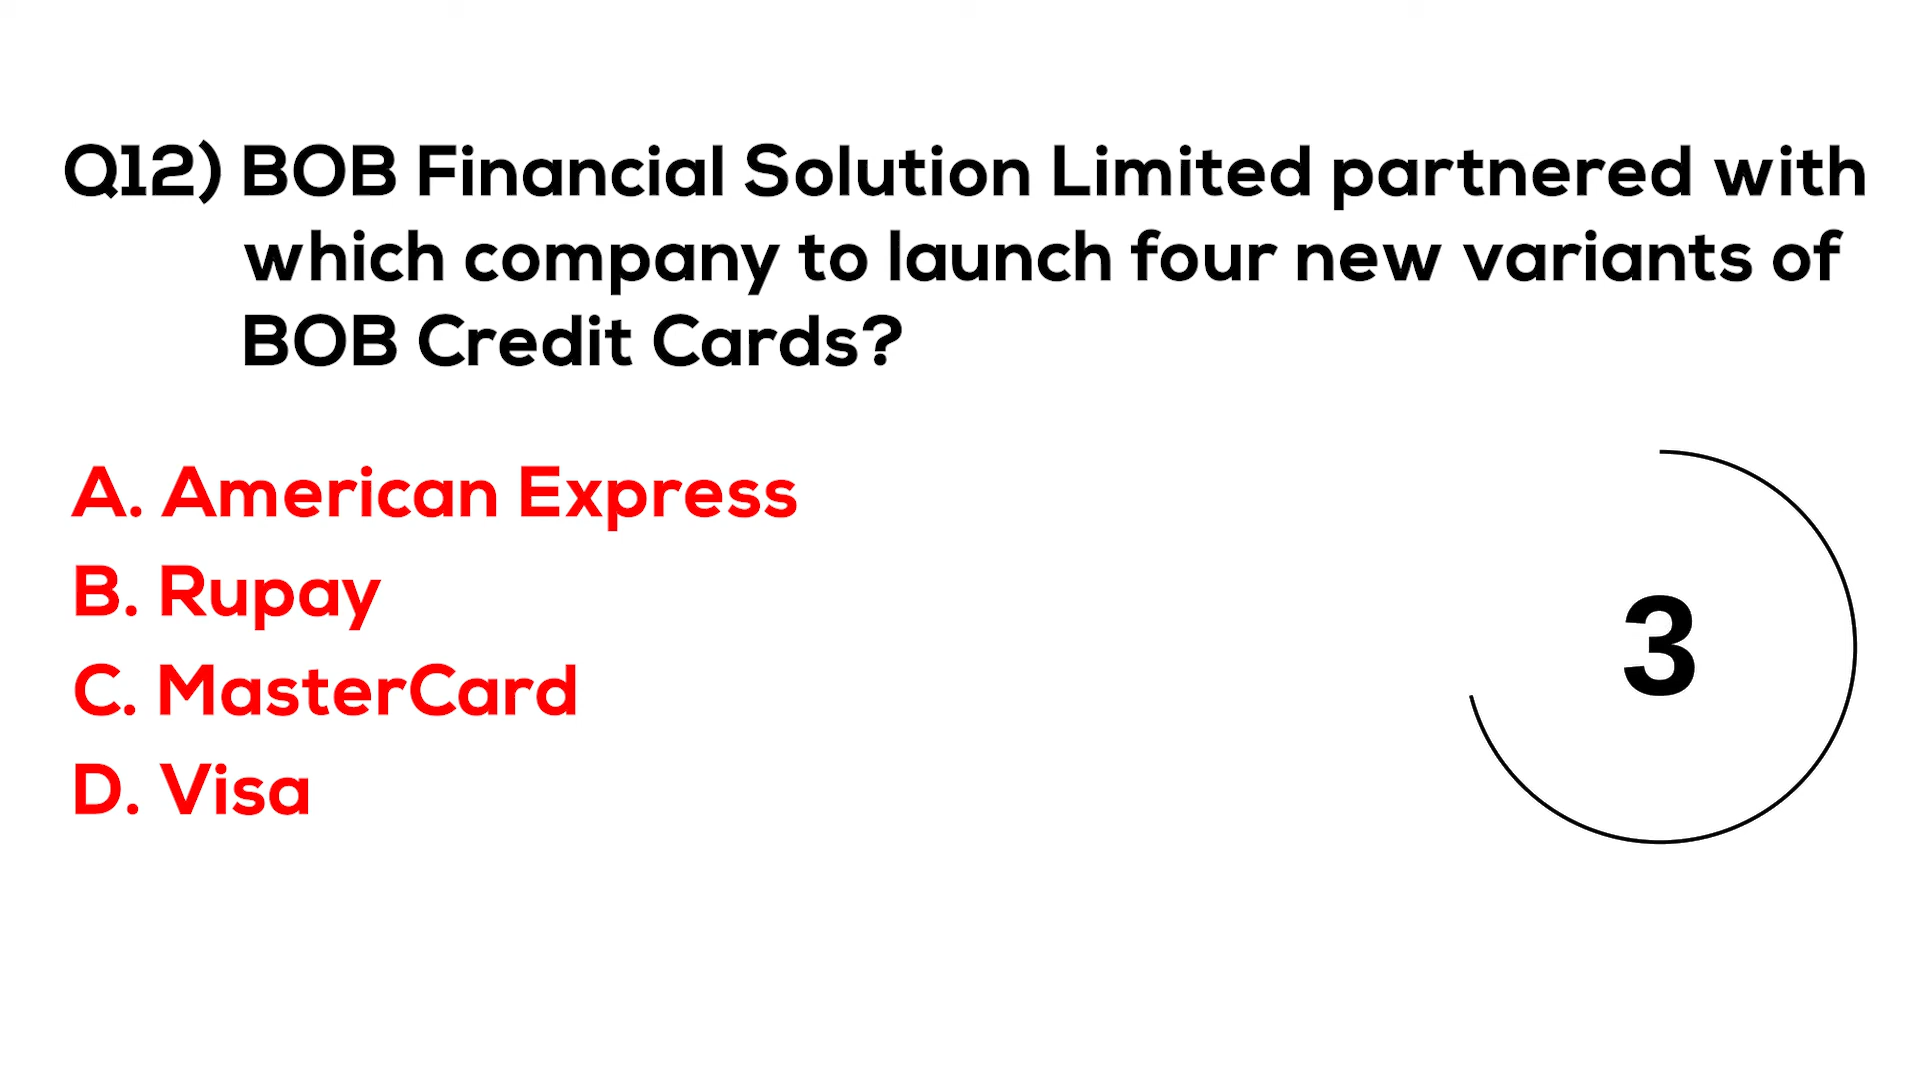 Q12) BOB Financial Solution Limited partnered with
which company to launch four new variants of
BOB Credit Cards?
A. American Express
B. Rupay
C. MasterCard
D. Visa
3